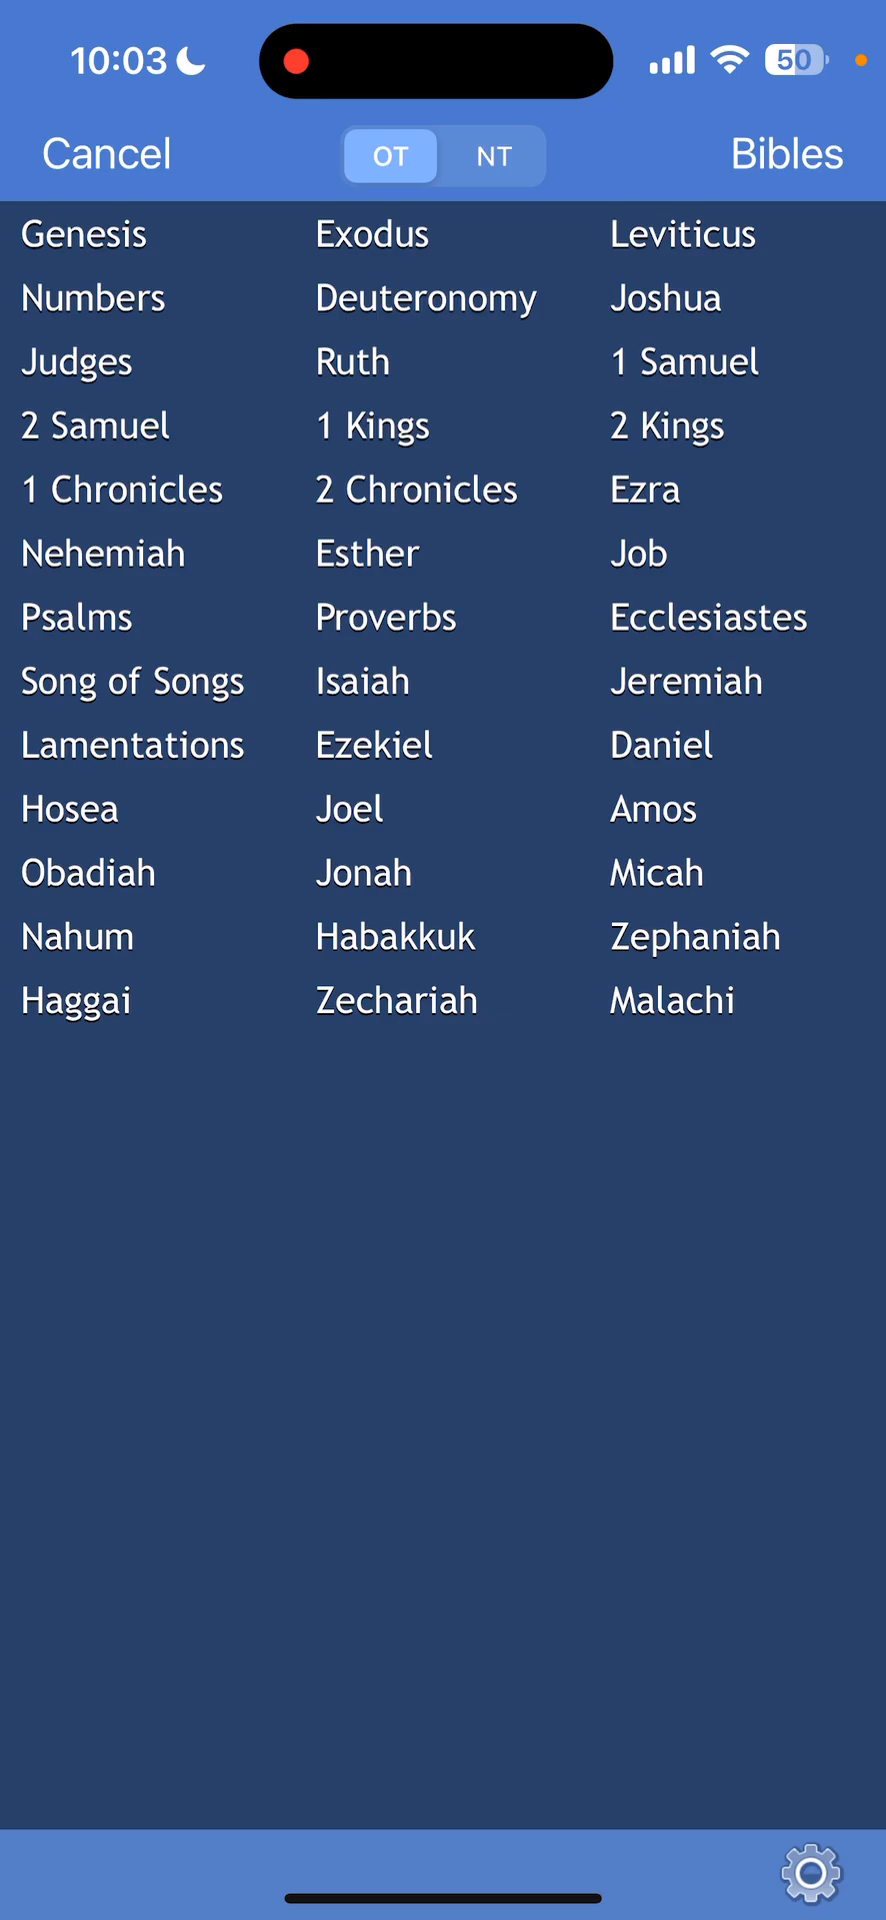 10:03 50
Cancel OT NT Bibles
Genesis Exodus Leviticus
Numbers Deuteronomy Joshua
Judges Ruth 1 Samuel
2 Samuel 1 Kings 2 Kings
1 Chronicles 2 Chronicles Ezra
Nehemiah Esther Job
Psalms Proverbs Ecclesiastes
Song of Songs Isaiah Jeremiah
Lamentations Ezekiel Daniel
Hosea Joel Amos
Obadiah Jonah Micah
Nahum Habakkuk Zephaniah
Haggai Zechariah Malachi